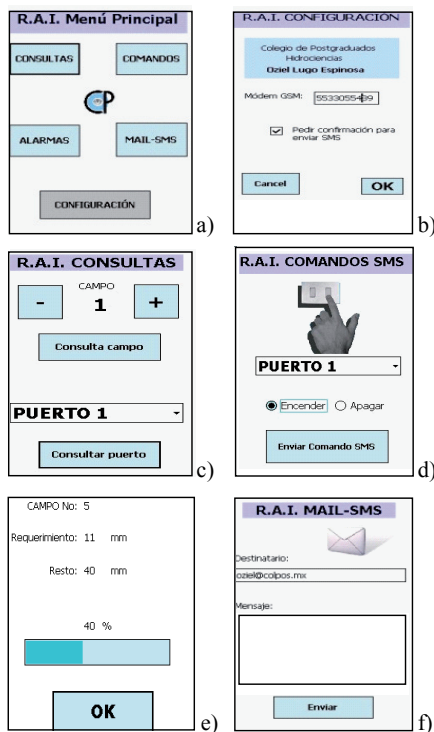 R.A.I. Menú Principal
CONSULTAS
COMANDOS
CP
ALARMAS
MAIL-SMS
CONFIGURACIÓN
a)
R.A.I. CONFIGURACIÓN
Colegio de Postgraduados
Hidrociencias
Oziel Lugo Espinosa
Módem GSM:
Pedir confirmación para
enviar SMS
Cancel
OK
b)
R.A.I. CONSULTAS
CAMPO
- 1 +
Consulta campo
PUERTO 1
Consultar puerto
c)
R.A.I. COMANDOS SMS
PUERTO 1
Encender
Apagar
Enviar Comando SMS
d)
CAMPO No: 5
Requerimiento: 11 mm
Resto: 40 mm
40 %
OK
e)
R.A.I. MAIL-SMS
Destinatario:
oziel@colpos.mx
Mensaje:
Enviar
f)